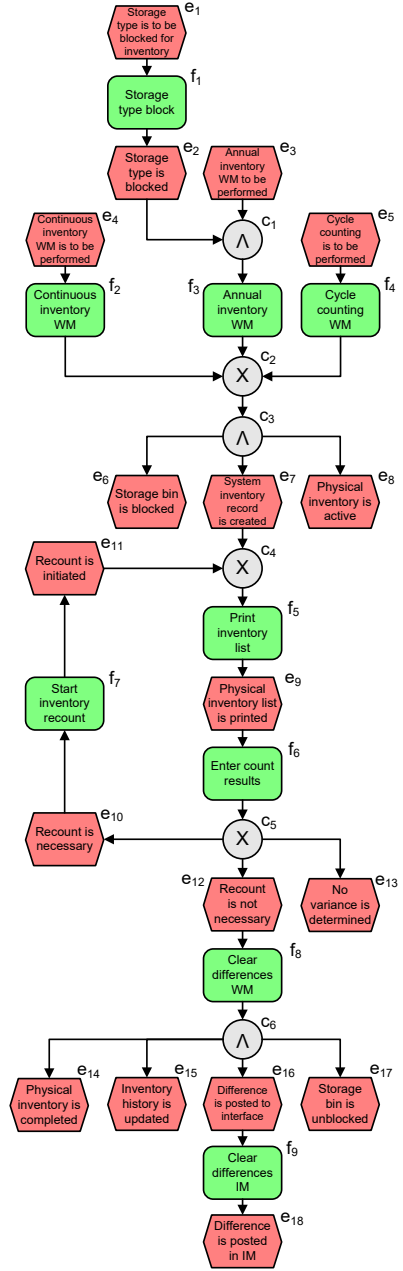 e1
Storage
type is to be
blocked for
inventory
f1
Storage
type block
e2
Storage
type is
blocked
e3
Annual
inventory
WM to be
performed
e4
Continuous
inventory
WM is to be
performed
c1
∧
e5
Cycle
counting
is to be
performed
f2
Continuous
inventory
WM
f3
Annual
inventory
WM
f4
Cycle
counting
WM
c2
X
c3
∧
e6
Storage bin
is blocked
e7
System
inventory
record
is created
e8
Physical
inventory is
active
e11
Recount is
initiated
c4
X
f5
Print
inventory
list
f7
Start
inventory
recount
e9
Physical
inventory list
is printed
f6
Enter count
results
e10
Recount is
necessary
c5
X
e12
Recount
is not
necessary
e13
No
variance is
determined
f8
Clear
differences
WM
c6
∧
e14
Physical
inventory is
completed
e15
Inventory
history is
updated
e16
Difference
is posted to
interface
e17
Storage
bin is
unblocked
f9
Clear
differences
IM
e18
Difference
is posted
in IM